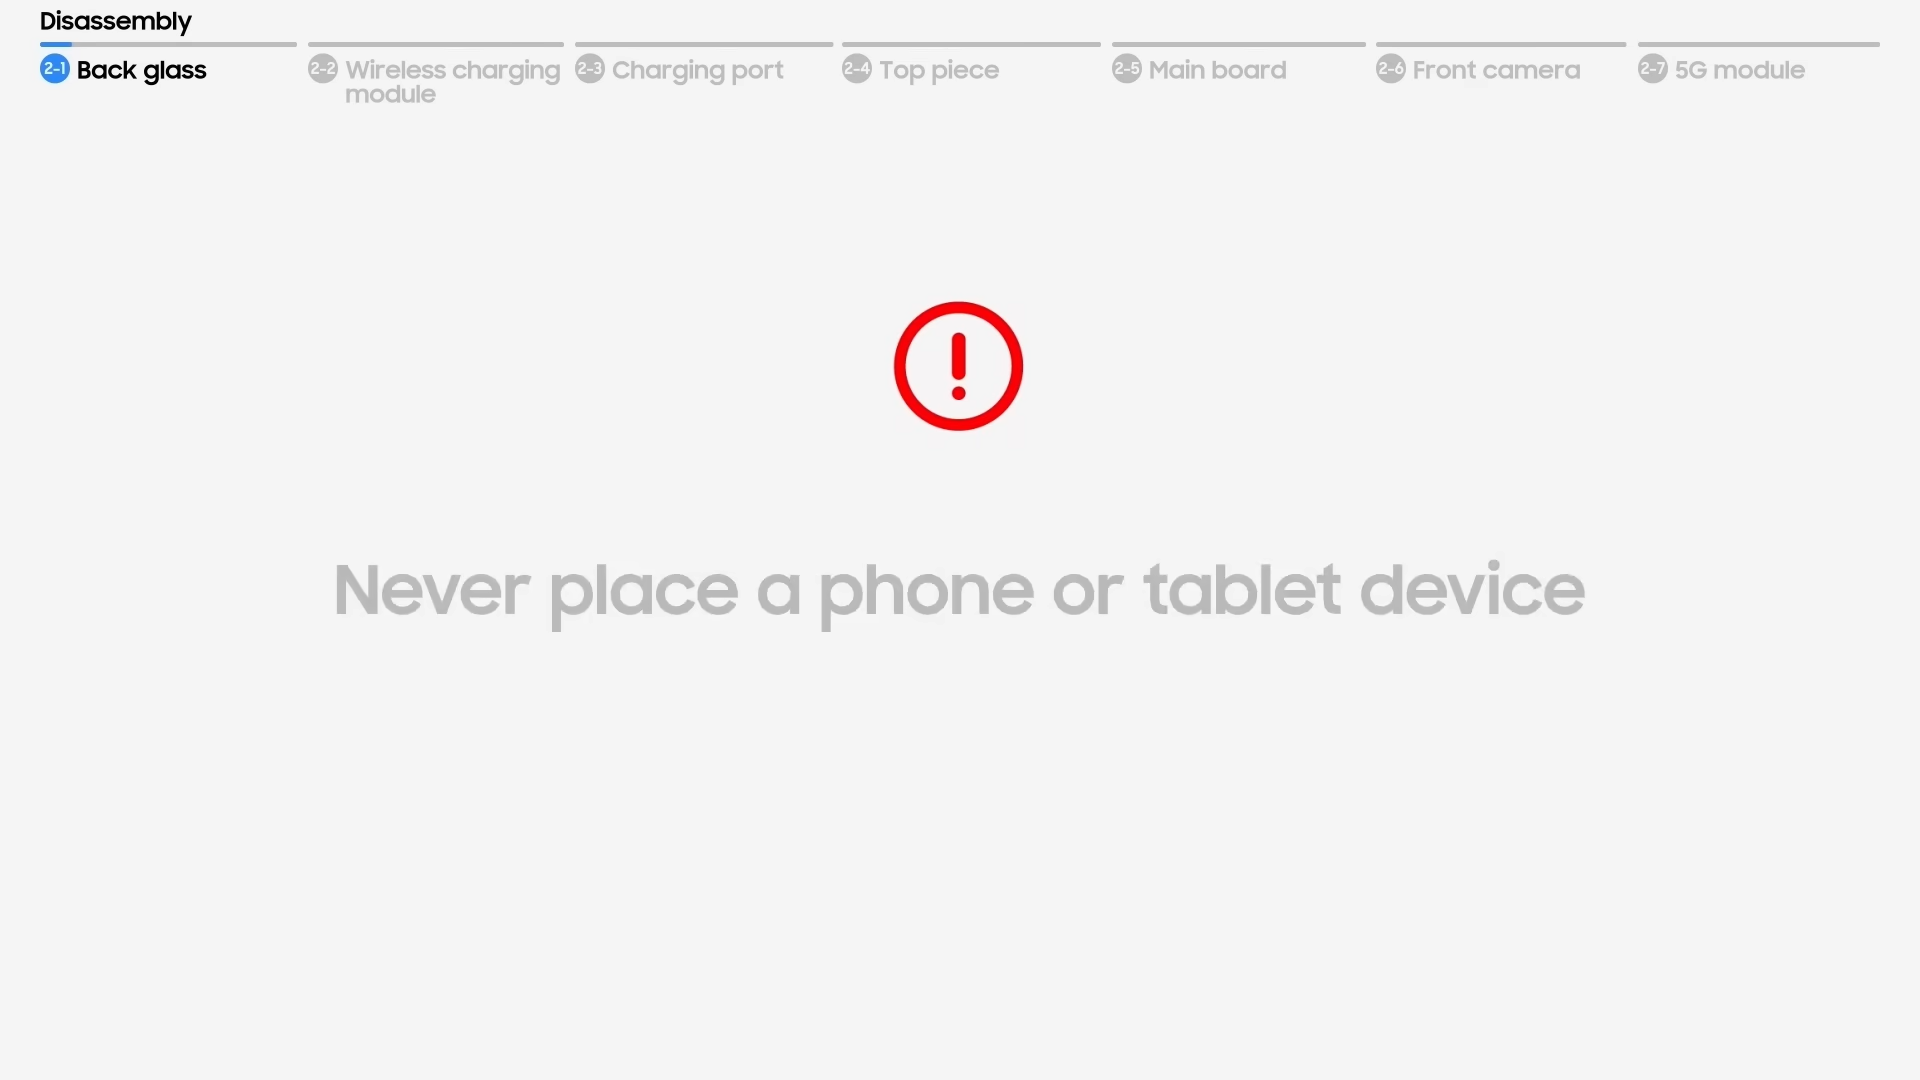 Disassembly
2-1 Back glass
2-2 Wireless charging
module
2-3 Charging port
2-4 Top piece
2-5 Main board
2-6 Front camera
2-7 5G module
Never place a phone or tablet device